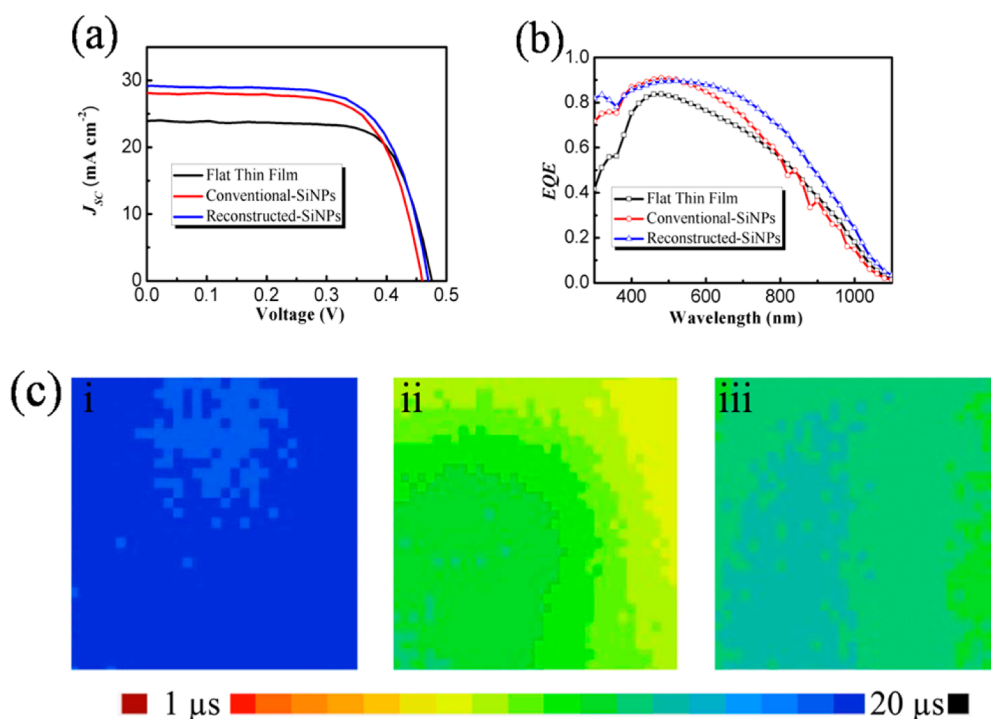 (a)
J_SC (mA cm⁻²)
30
20
10
0
Flat Thin Film
Conventional-SiNPs
Reconstructed-SiNPs
0.0 0.1 0.2 0.3 0.4 0.5
Voltage (V)
(b)
EQE
1.0
0.8
0.6
0.4
0.2
0.0
Flat Thin Film
Conventional-SiNPs
Reconstructed-SiNPs
400 600 800 1000
Wavelength (nm)
(c)
i
ii
iii
1 μs
20 μs